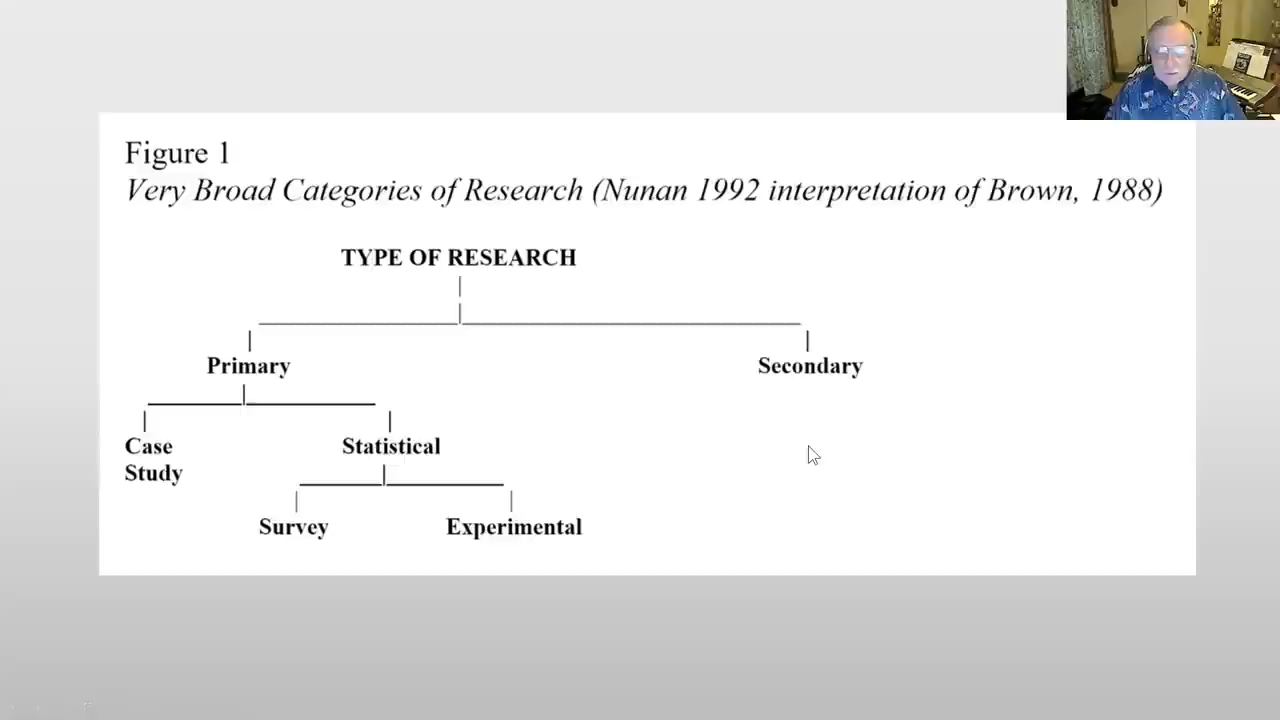 Figure 1
Very Broad Categories of Research (Nunan 1992 interpretation of Brown, 1988)
TYPE OF RESEARCH
Primary Secondary
Case Statistical
Study
Survey Experimental